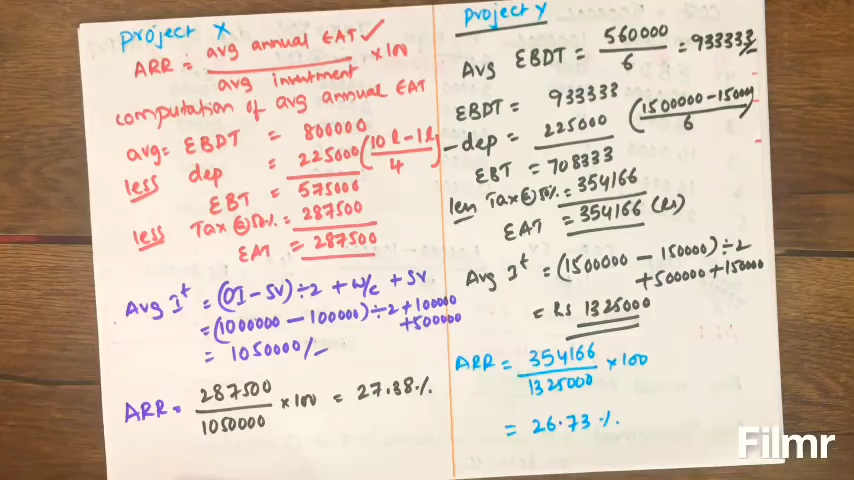 project X
ARR = avg annual EAT ✓ / avg investment × 100
computation of avg annual EAT
avg = EBDT = 800000
less dep = 225000 (10L - 1L / 4)
EBT = 575000
less Tax @ 50% = 287500
EAT = 287500
Avg I^t = (OI - SV) ÷ 2 + W/c + SV
= (1000000 - 100000) ÷ 2 + 100000
+ 500000
= 1050000/-
ARR = 287500 / 1050000 × 100 = 27.38 %
project Y
Avg EBDT = 560000 / 6 = 933333
EBDT = 933333
- dep = 225000 (1500000 - 150000 / 6)
EBT = 708333
len Tax @ 50% = 354166
EAT = 354166 (Rs)
Avg I^t = (1500000 - 150000) ÷ 2
+ 500000 + 150000
= Rs 1325000
ARR = 354166 / 1325000 × 100
= 26.73 %.
Filmr